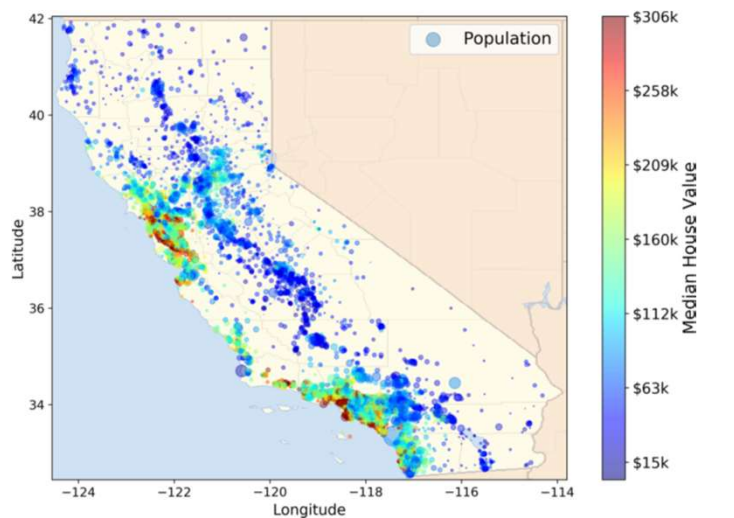 42
40
38
36
34
Latitude
−124
−122
−120
−118
−116
−114
Longitude
Population
$306k
$258k
$209k
$160k
$112k
$63k
$15k
Median House Value